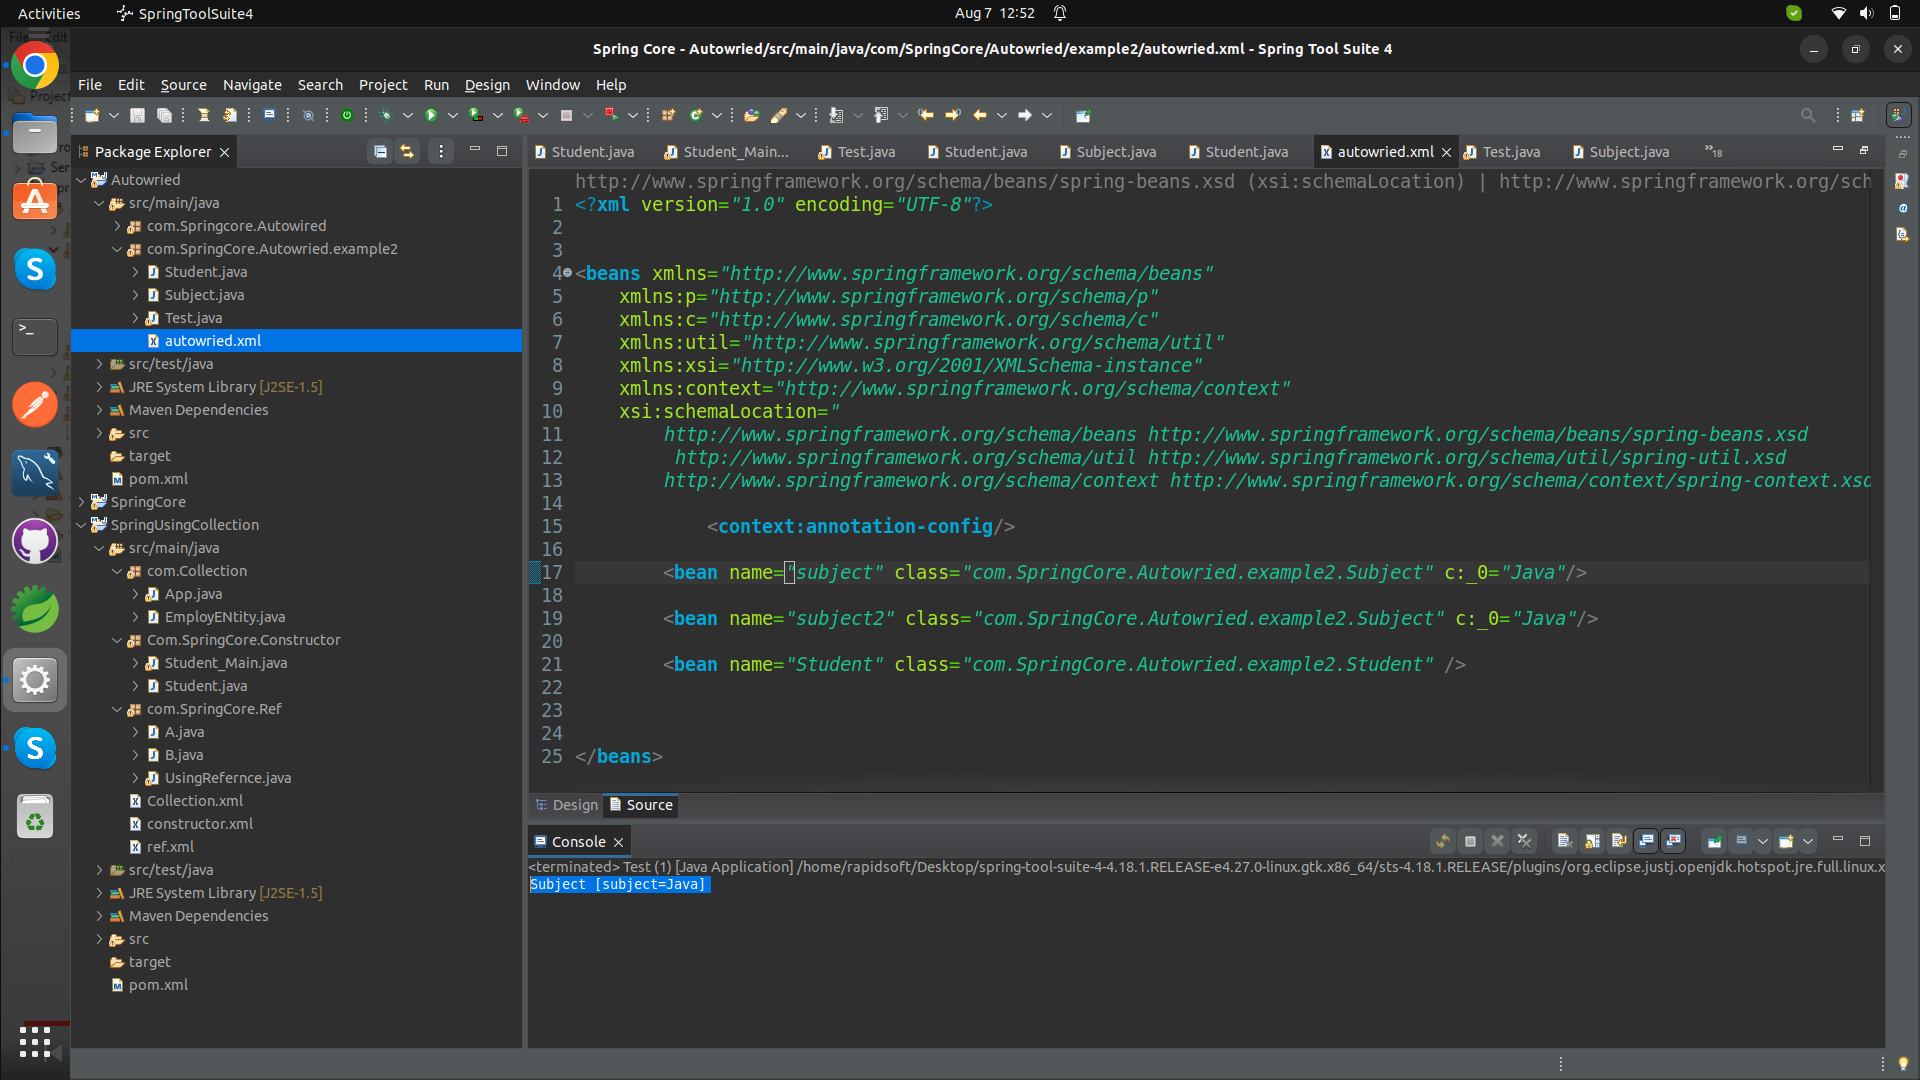 Activities
SpringToolSuite4
Aug 7 12:52
Spring Core - Autowried/src/main/java/com/SpringCore/Autowried/example2/autowried.xml - Spring Tool Suite 4
File Edit Source Navigate Search Project Run Design Window Help
Package Explorer
Student.java
Student_Main...
Test.java
Student.java
Subject.java
Student.java
autowried.xml
Test.java
Subject.java
»18
Autowried
src/main/java
com.Springcore.Autowired
com.SpringCore.Autowried.example2
Student.java
Subject.java
Test.java
autowried.xml
src/test/java
JRE System Library [J2SE-1.5]
Maven Dependencies
src
target
pom.xml
SpringCore
SpringUsingCollection
src/main/java
com.Collection
App.java
EmployENtity.java
Com.SpringCore.Constructor
Student_Main.java
Student.java
com.SpringCore.Ref
A.java
B.java
UsingRefernce.java
Collection.xml
constructor.xml
ref.xml
src/test/java
JRE System Library [J2SE-1.5]
Maven Dependencies
src
target
pom.xml
http://www.springframework.org/schema/beans/spring-beans.xsd (xsi:schemaLocation) | http://www.springframework.org/sch
1 <?xml version="1.0" encoding="UTF-8"?>
2
3
4 <beans xmlns="http://www.springframework.org/schema/beans"
5 xmlns:p="http://www.springframework.org/schema/p"
6 xmlns:c="http://www.springframework.org/schema/c"
7 xmlns:util="http://www.springframework.org/schema/util"
8 xmlns:xsi="http://www.w3.org/2001/XMLSchema-instance"
9 xmlns:context="http://www.springframework.org/schema/context"
10 xsi:schemaLocation="
11 http://www.springframework.org/schema/beans http://www.springframework.org/schema/beans/spring-beans.xsd
12 http://www.springframework.org/schema/util http://www.springframework.org/schema/util/spring-util.xsd
13 http://www.springframework.org/schema/context http://www.springframework.org/schema/context/spring-context.xsd
14
15 <context:annotation-config/>
16
17 <bean name="subject" class="com.SpringCore.Autowried.example2.Subject" c:_0="Java"/>
18
19 <bean name="subject2" class="com.SpringCore.Autowried.example2.Subject" c:_0="Java"/>
20
21 <bean name="Student" class="com.SpringCore.Autowried.example2.Student" />
22
23
24
25 </beans>
Design
Source
Console
<terminated> Test (1) [Java Application] /home/rapidsoft/Desktop/spring-tool-suite-4-4.18.1.RELEASE-e4.27.0-linux.gtk.x86_64/sts-4.18.1.RELEASE/plugins/org.eclipse.justj.openjdk.hotspot.jre.full.linux.x
Subject [subject=Java]